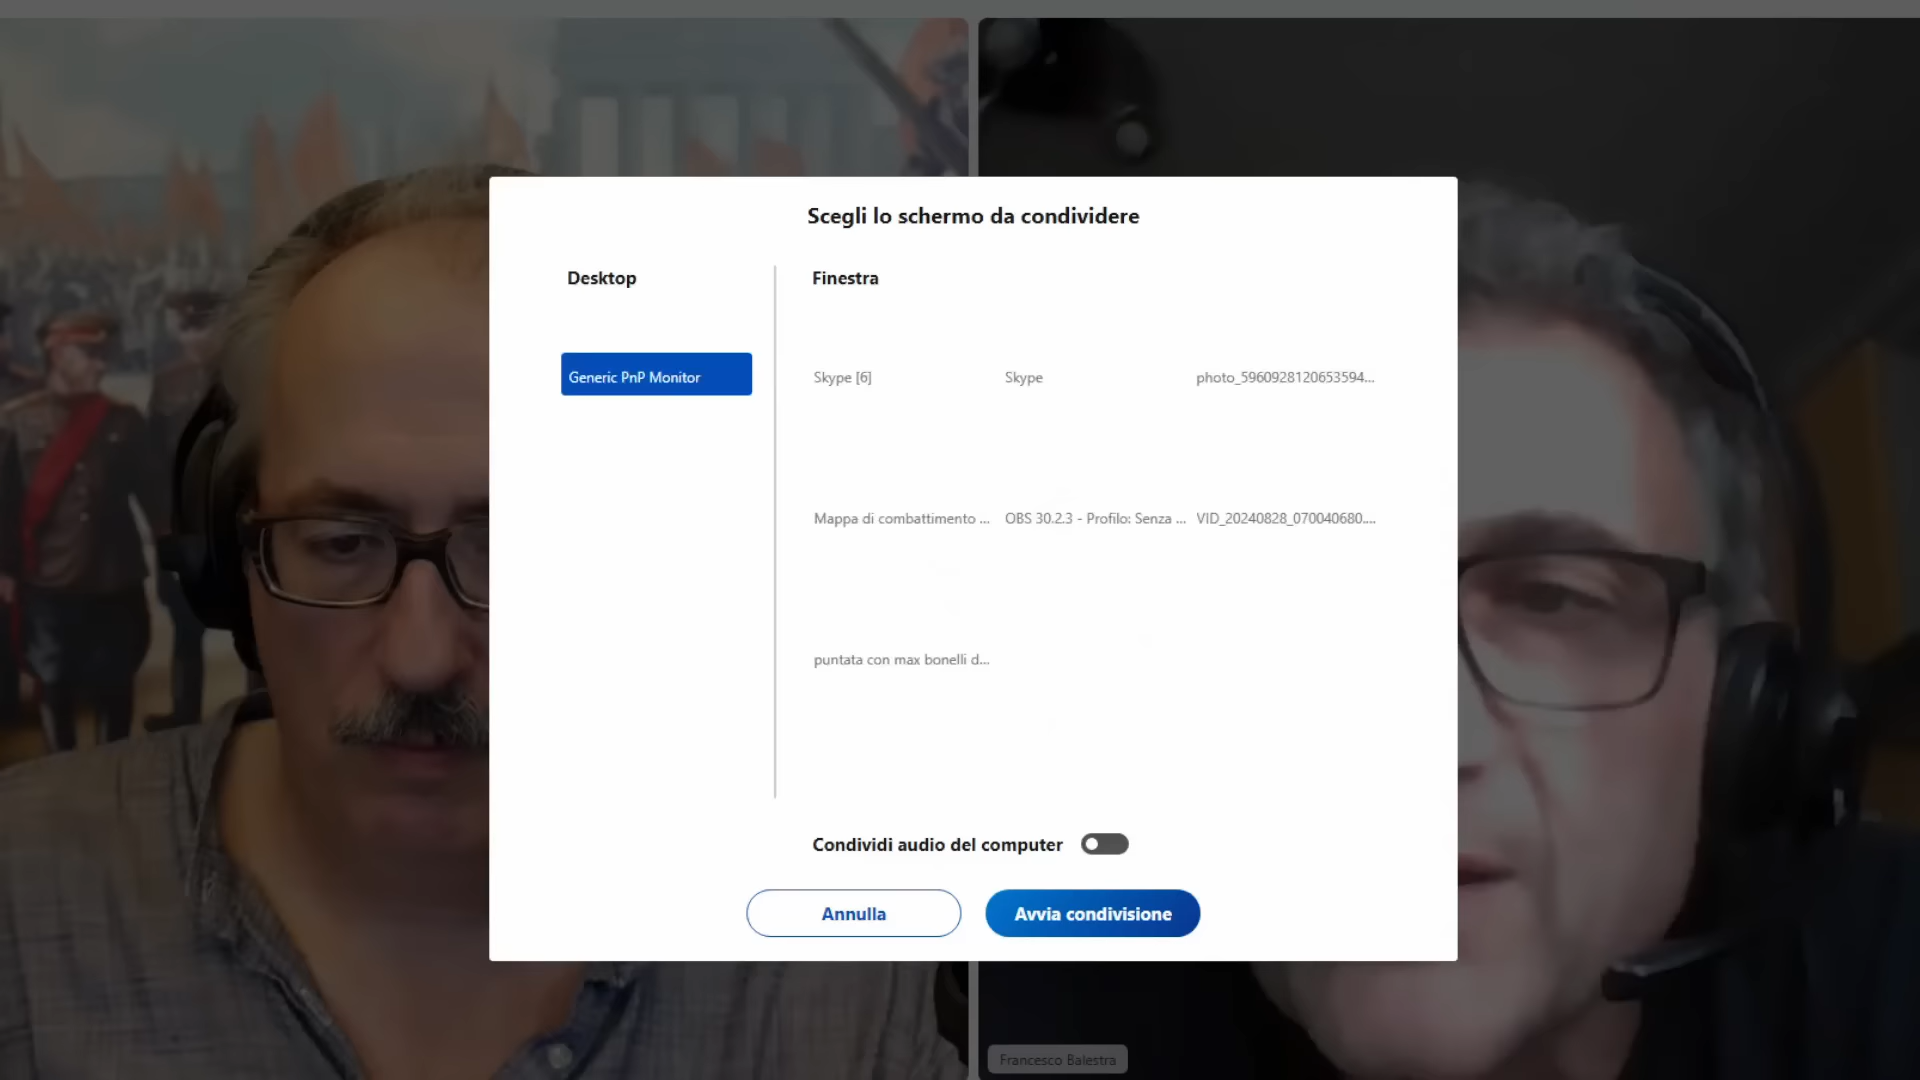 Scegli lo schermo da condividere
Desktop
Finestra
Generic PnP Monitor
Skype [6]
Skype
photo_5960928120653594...
Mappa di combattimento ...
OBS 30.2.3 - Profilo: Senza ...
VID_20240828_070040680....
puntata con max bonelli d...
Condividi audio del computer
Annulla
Avvia condivisione
Francesco Balestra